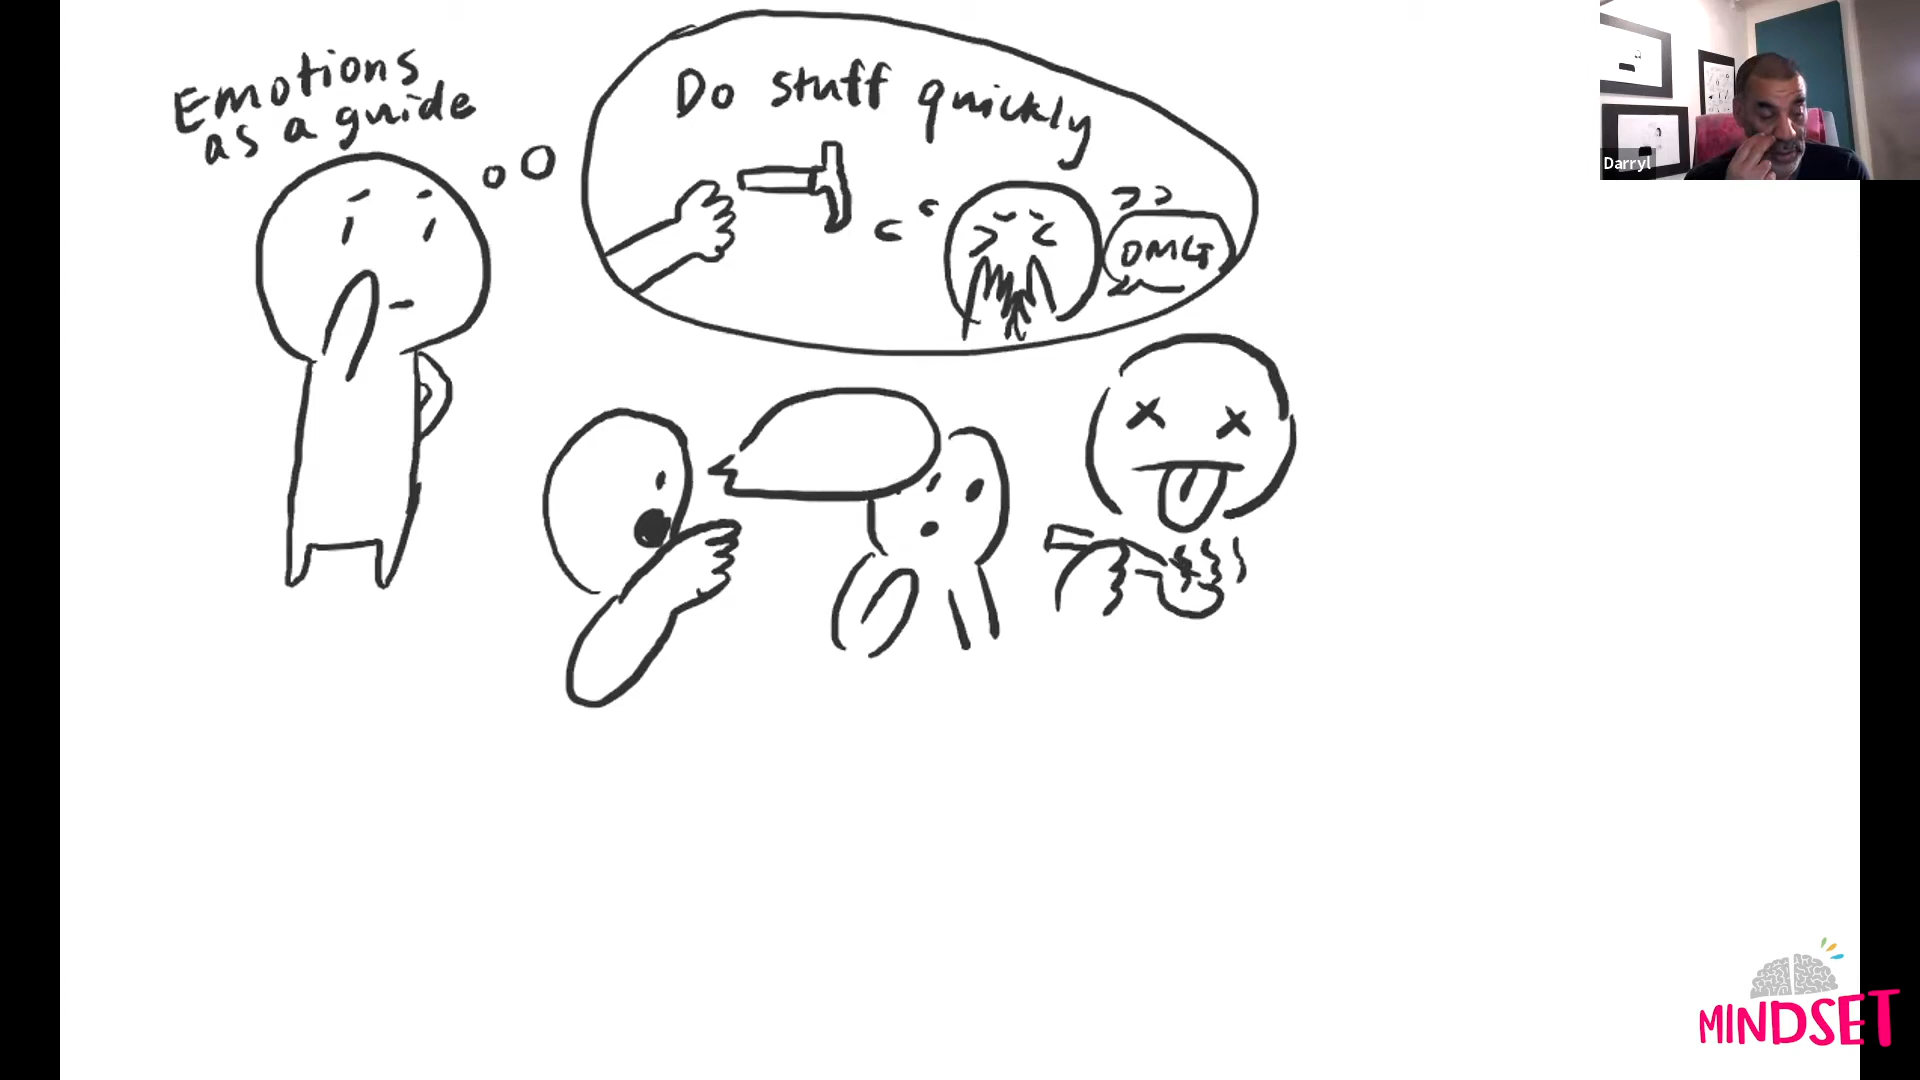 Emotions
as a guide
Do stuff quickly
OMG
Darryl
MINDSET